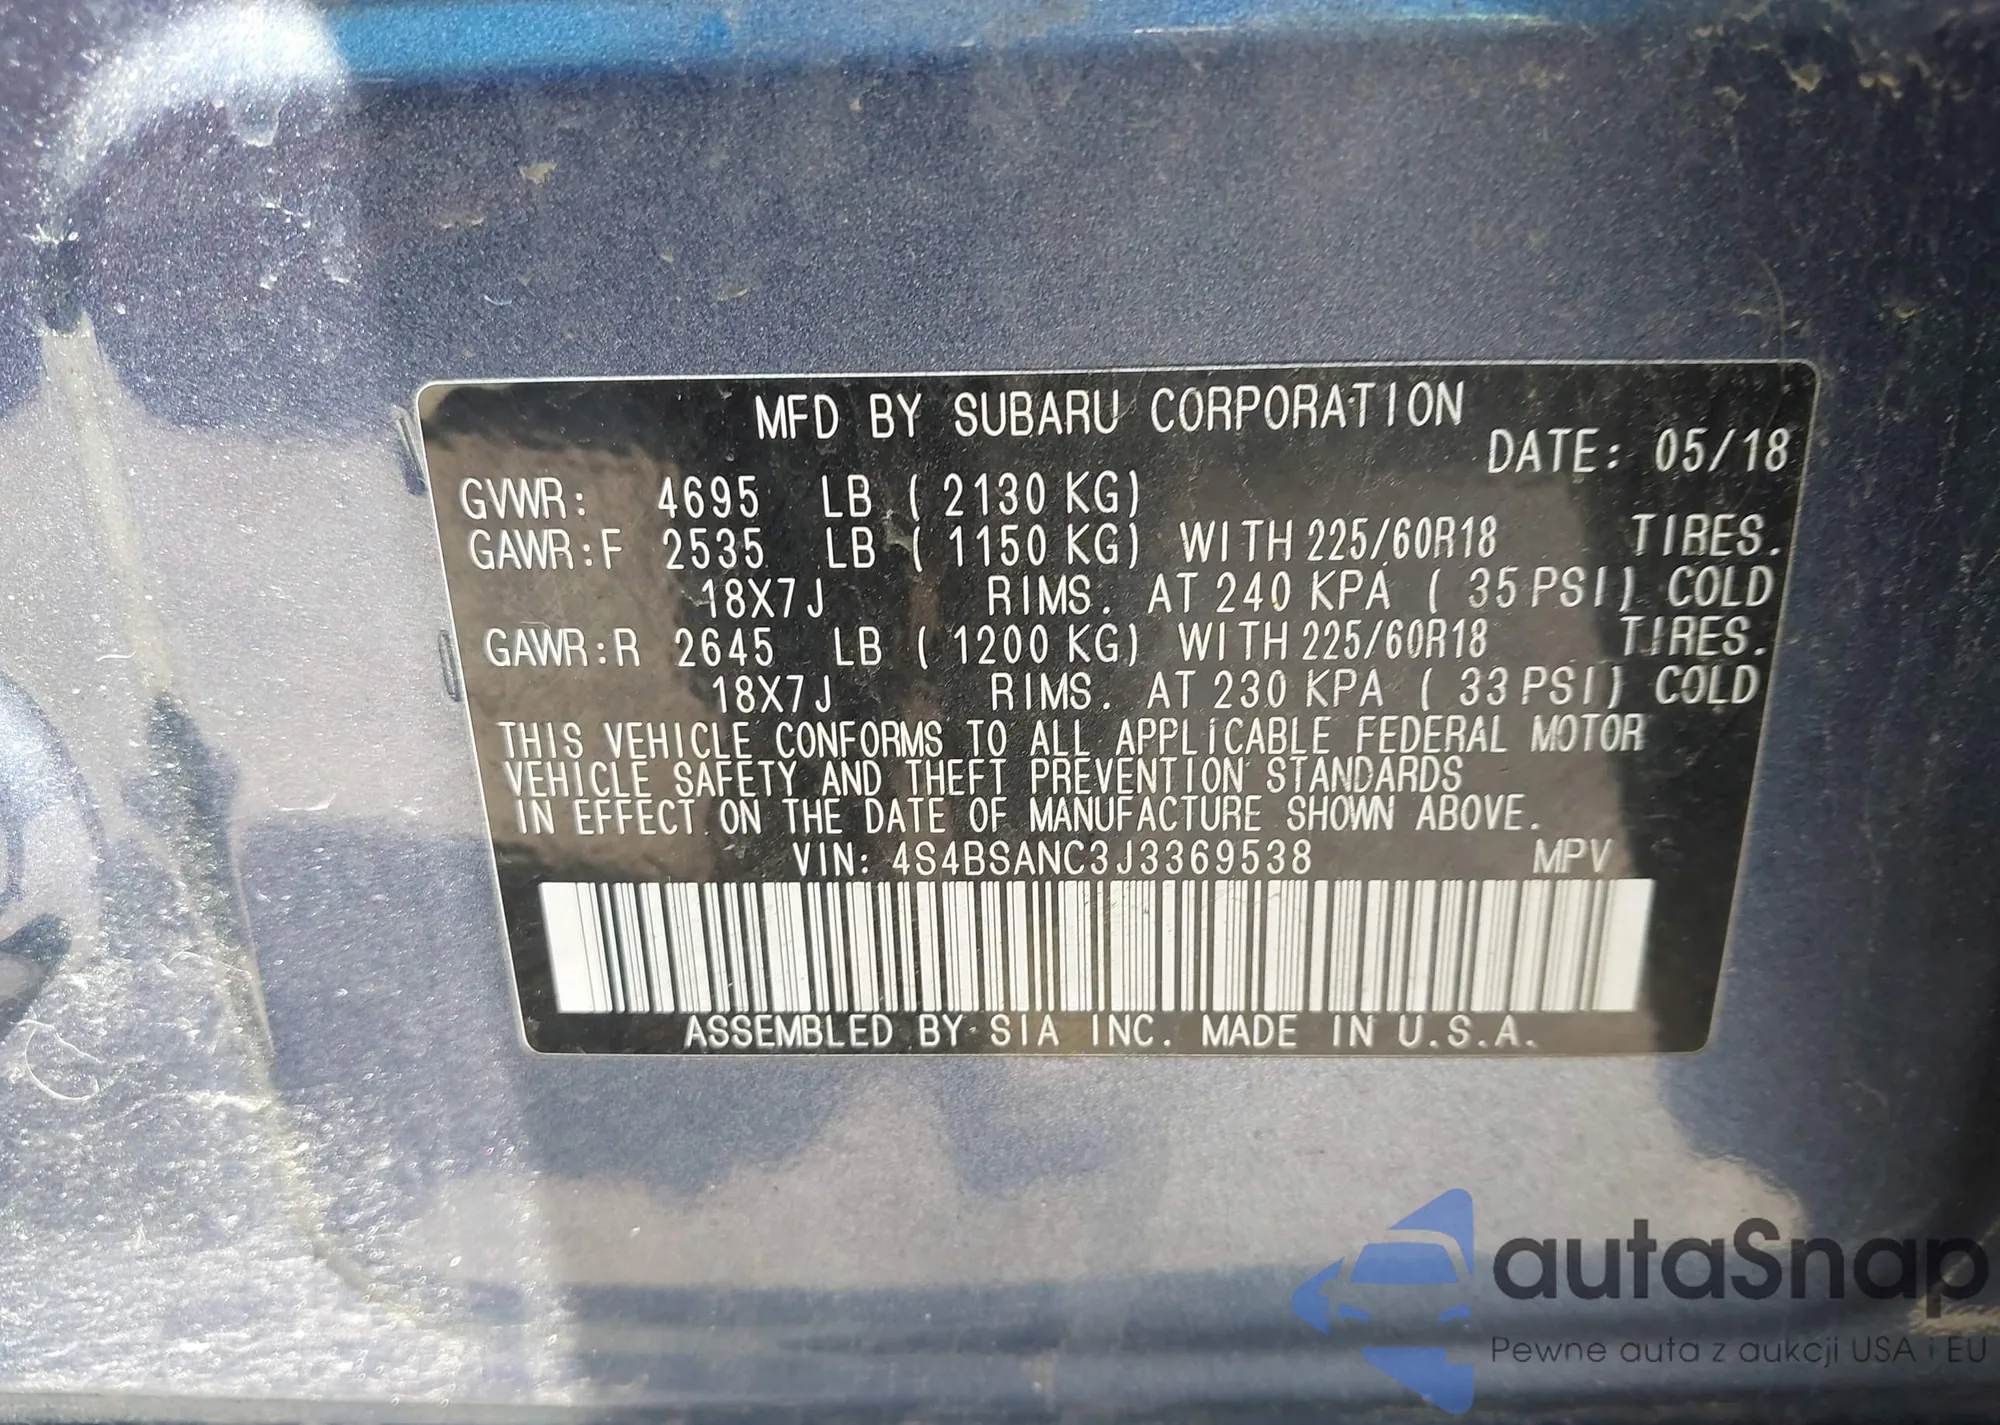 MFD BY SUBARU CORPORATION
DATE: 05/18
GVWR: 4695 LB ( 2130 KG)
GAWR:F 2535 LB ( 1150 KG) WITH 225/60R18 TIRES.
18X7J RIMS. AT 240 KPA ( 35 PSI) COLD
GAWR:R 2645 LB ( 1200 KG) WITH 225/60R18 TIRES.
18X7J RIMS. AT 230 KPA ( 33 PSI) COLD
THIS VEHICLE CONFORMS TO ALL APPLICABLE FEDERAL MOTOR
VEHICLE SAFETY AND THEFT PREVENTION STANDARDS
IN EFFECT ON THE DATE OF MANUFACTURE SHOWN ABOVE.
VIN: 4S4BSANC3J3369538 MPV
ASSEMBLED BY SIA INC. MADE IN U.S.A.
autaSnap
Pewne auta z aukcji USA i EU